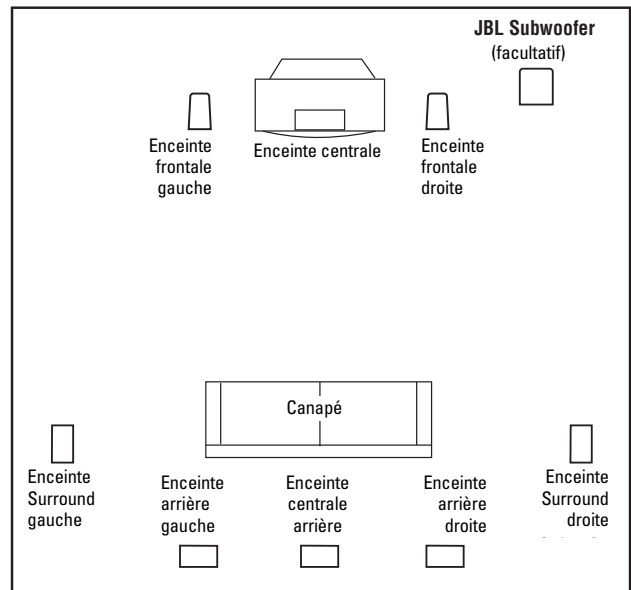 JBL Subwoofer
(facultatif)
Enceinte
frontale
gauche
Enceinte centrale
Enceinte
frontale
droite
Canapé
Enceinte
Surround
gauche
Enceinte
arrière
gauche
Enceinte
centrale
arrière
Enceinte
arrière
droite
Enceinte
Surround
droite